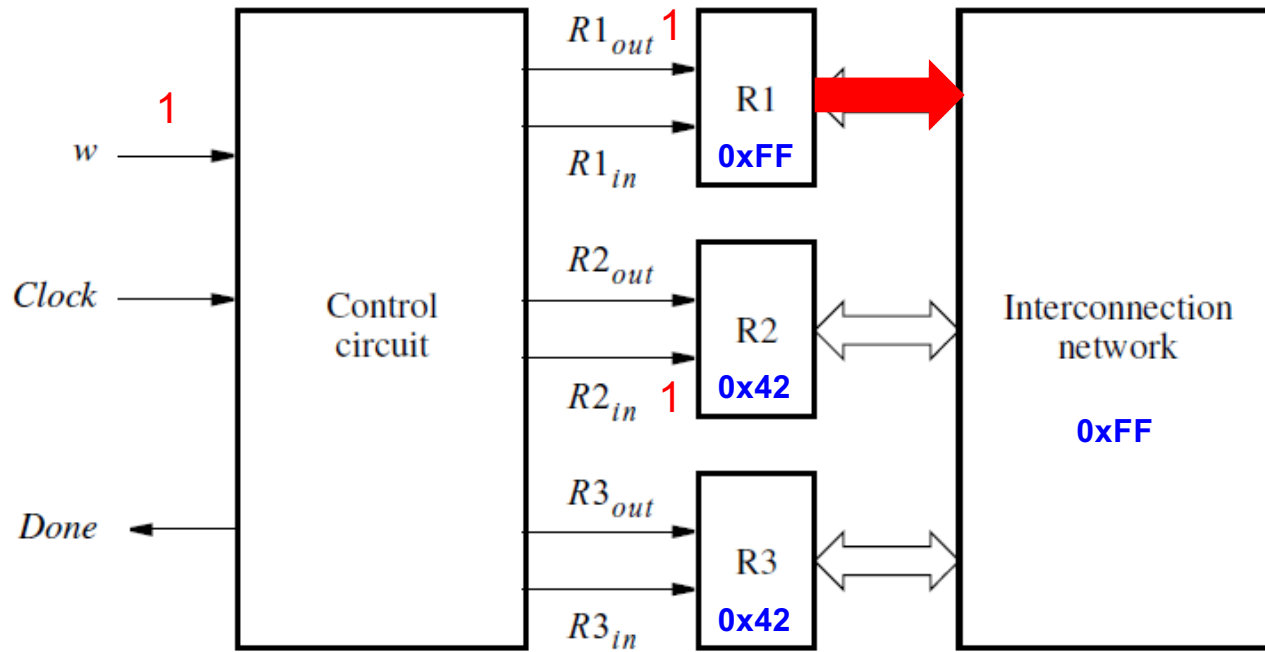 w
1
Clock
Done
Control
circuit
R1out
1
R1in
R2out
R2in
1
R3out
R3in
R1
0xFF
R2
0x42
R3
0x42
Interconnection
network
0xFF